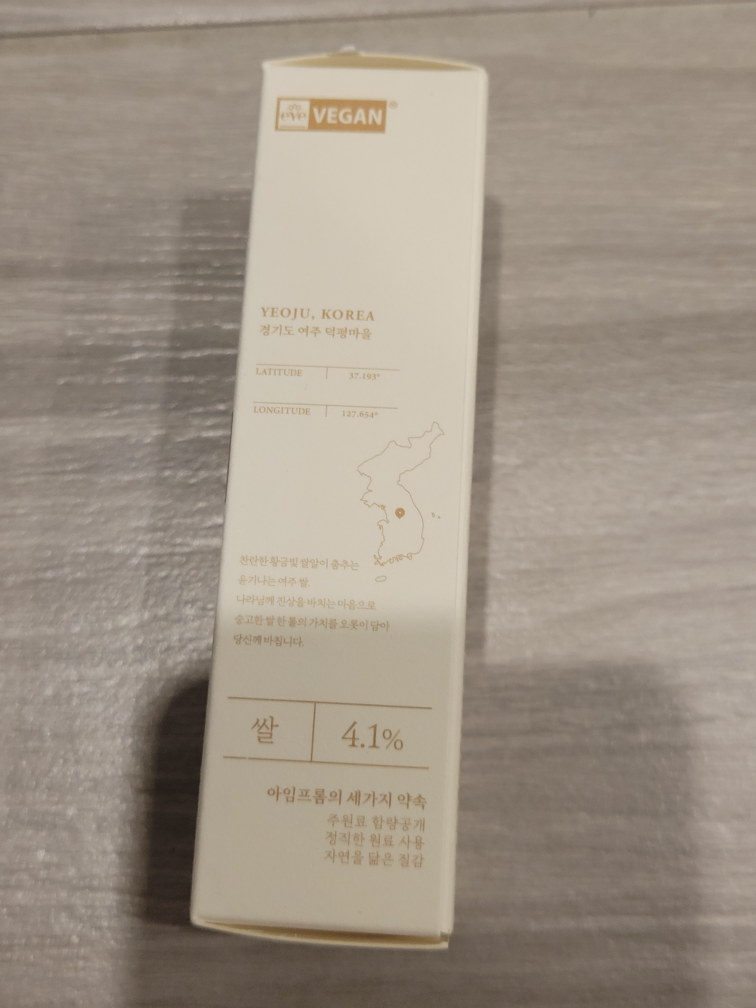 eve VEGAN®
YEOJU, KOREA
경기도 여주 덕평마을
LATITUDE 37.193°
LONGITUDE 127.654°
찬란한 황금빛 쌀알이 춤추는
윤기나는 여주 쌀
나라님께 진상을 바치는 마음으로
숭고한 쌀 한 톨의 가치를 오롯이 담아
당신께 바칩니다.
쌀 4.1%
아임프롬의 세가지 약속
주원료 함량공개
정직한 원료 사용
자연을 닮은 질감